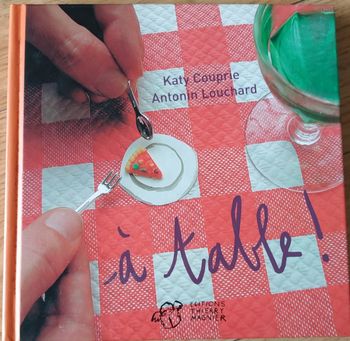 Katy Couprie
Antonin Louchard
à table!
EDITIONS
THIERRY
MAGNIER